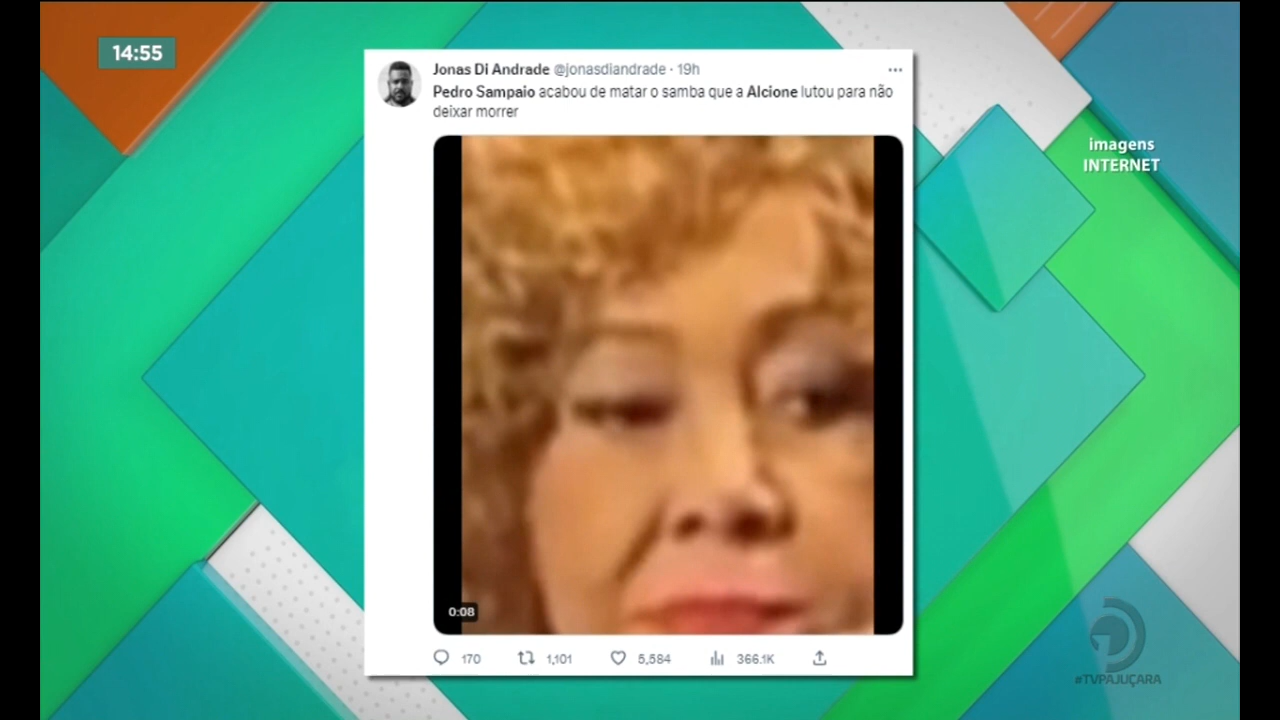 14:55
Jonas Di Andrade @jonasdiandrade · 19h
Pedro Sampaio acabou de matar o samba que a Alcione lutou para não
deixar morrer
imagens
INTERNET
0:08
170 1,101 5,584 366.1K
#TVPAJUÇARA